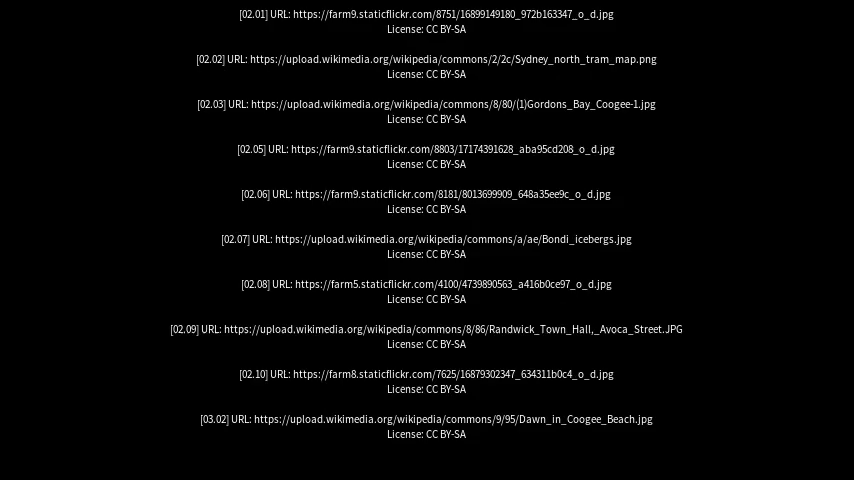 [02.01] URL: https://farm9.staticflickr.com/8751/16899149180_972b163347_o_d.jpg
License: CC BY-SA
[02.02] URL: https://upload.wikimedia.org/wikipedia/commons/2/2c/Sydney_north_tram_map.png
License: CC BY-SA
[02.03] URL: https://upload.wikimedia.org/wikipedia/commons/8/80/(1)Gordons_Bay_Coogee-1.jpg
License: CC BY-SA
[02.05] URL: https://farm9.staticflickr.com/8803/17174391628_aba95cd208_o_d.jpg
License: CC BY-SA
[02.06] URL: https://farm9.staticflickr.com/8181/8013699909_648a35ee9c_o_d.jpg
License: CC BY-SA
[02.07] URL: https://upload.wikimedia.org/wikipedia/commons/a/ae/Bondi_icebergs.jpg
License: CC BY-SA
[02.08] URL: https://farm5.staticflickr.com/4100/4739890563_a416b0ce97_o_d.jpg
License: CC BY-SA
[02.09] URL: https://upload.wikimedia.org/wikipedia/commons/8/86/Randwick_Town_Hall,_Avoca_Street.JPG
License: CC BY-SA
[02.10] URL: https://farm8.staticflickr.com/7625/16879302347_634311b0c4_o_d.jpg
License: CC BY-SA
[03.02] URL: https://upload.wikimedia.org/wikipedia/commons/9/95/Dawn_in_Coogee_Beach.jpg
License: CC BY-SA